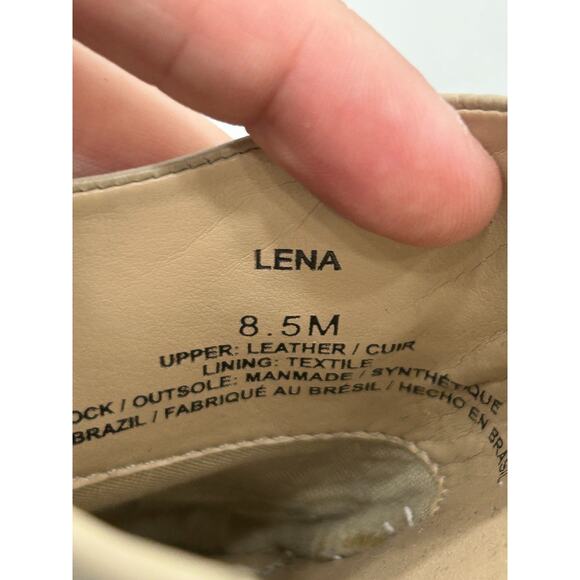 LENA
8.5M
UPPER: LEATHER / CUIR
LINING: TEXTILE
OCK / OUTSOLE: MANMADE / SYNTHÉTIQUE
BRAZIL / FABRIQUÉ AU BRÉSIL / HECHO EN BRASIL